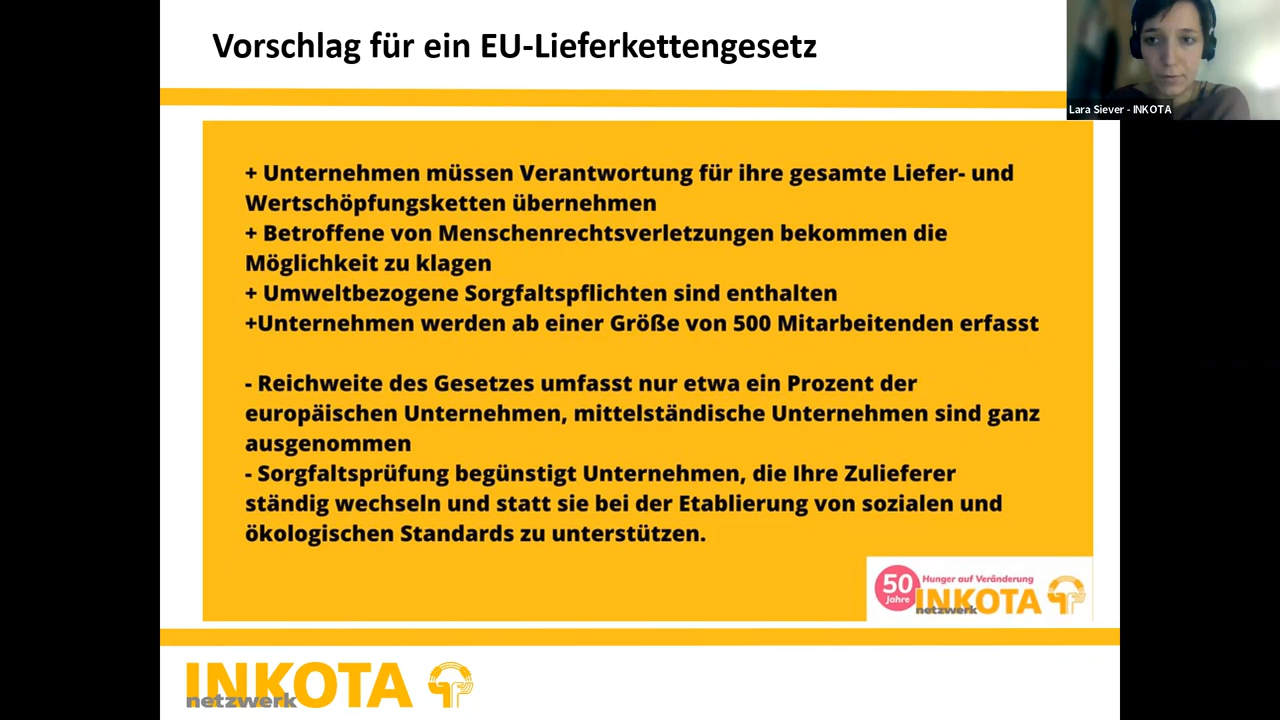 Vorschlag für ein EU-Lieferkettengesetz
Lara Siever - INKOTA
+ Unternehmen müssen Verantwortung für ihre gesamte Liefer- und
Wertschöpfungsketten übernehmen
+ Betroffene von Menschenrechtsverletzungen bekommen die
Möglichkeit zu klagen
+ Umweltbezogene Sorgfaltspflichten sind enthalten
+Unternehmen werden ab einer Größe von 500 Mitarbeitenden erfasst
- Reichweite des Gesetzes umfasst nur etwa ein Prozent der
europäischen Unternehmen, mittelständische Unternehmen sind ganz
ausgenommen
- Sorgfaltsprüfung begünstigt Unternehmen, die Ihre Zulieferer
ständig wechseln und statt sie bei der Etablierung von sozialen und
ökologischen Standards zu unterstützen.
50
Jahre
Hunger auf Veränderung
INKOTA
netzwerk
INKOTA
netzwerk